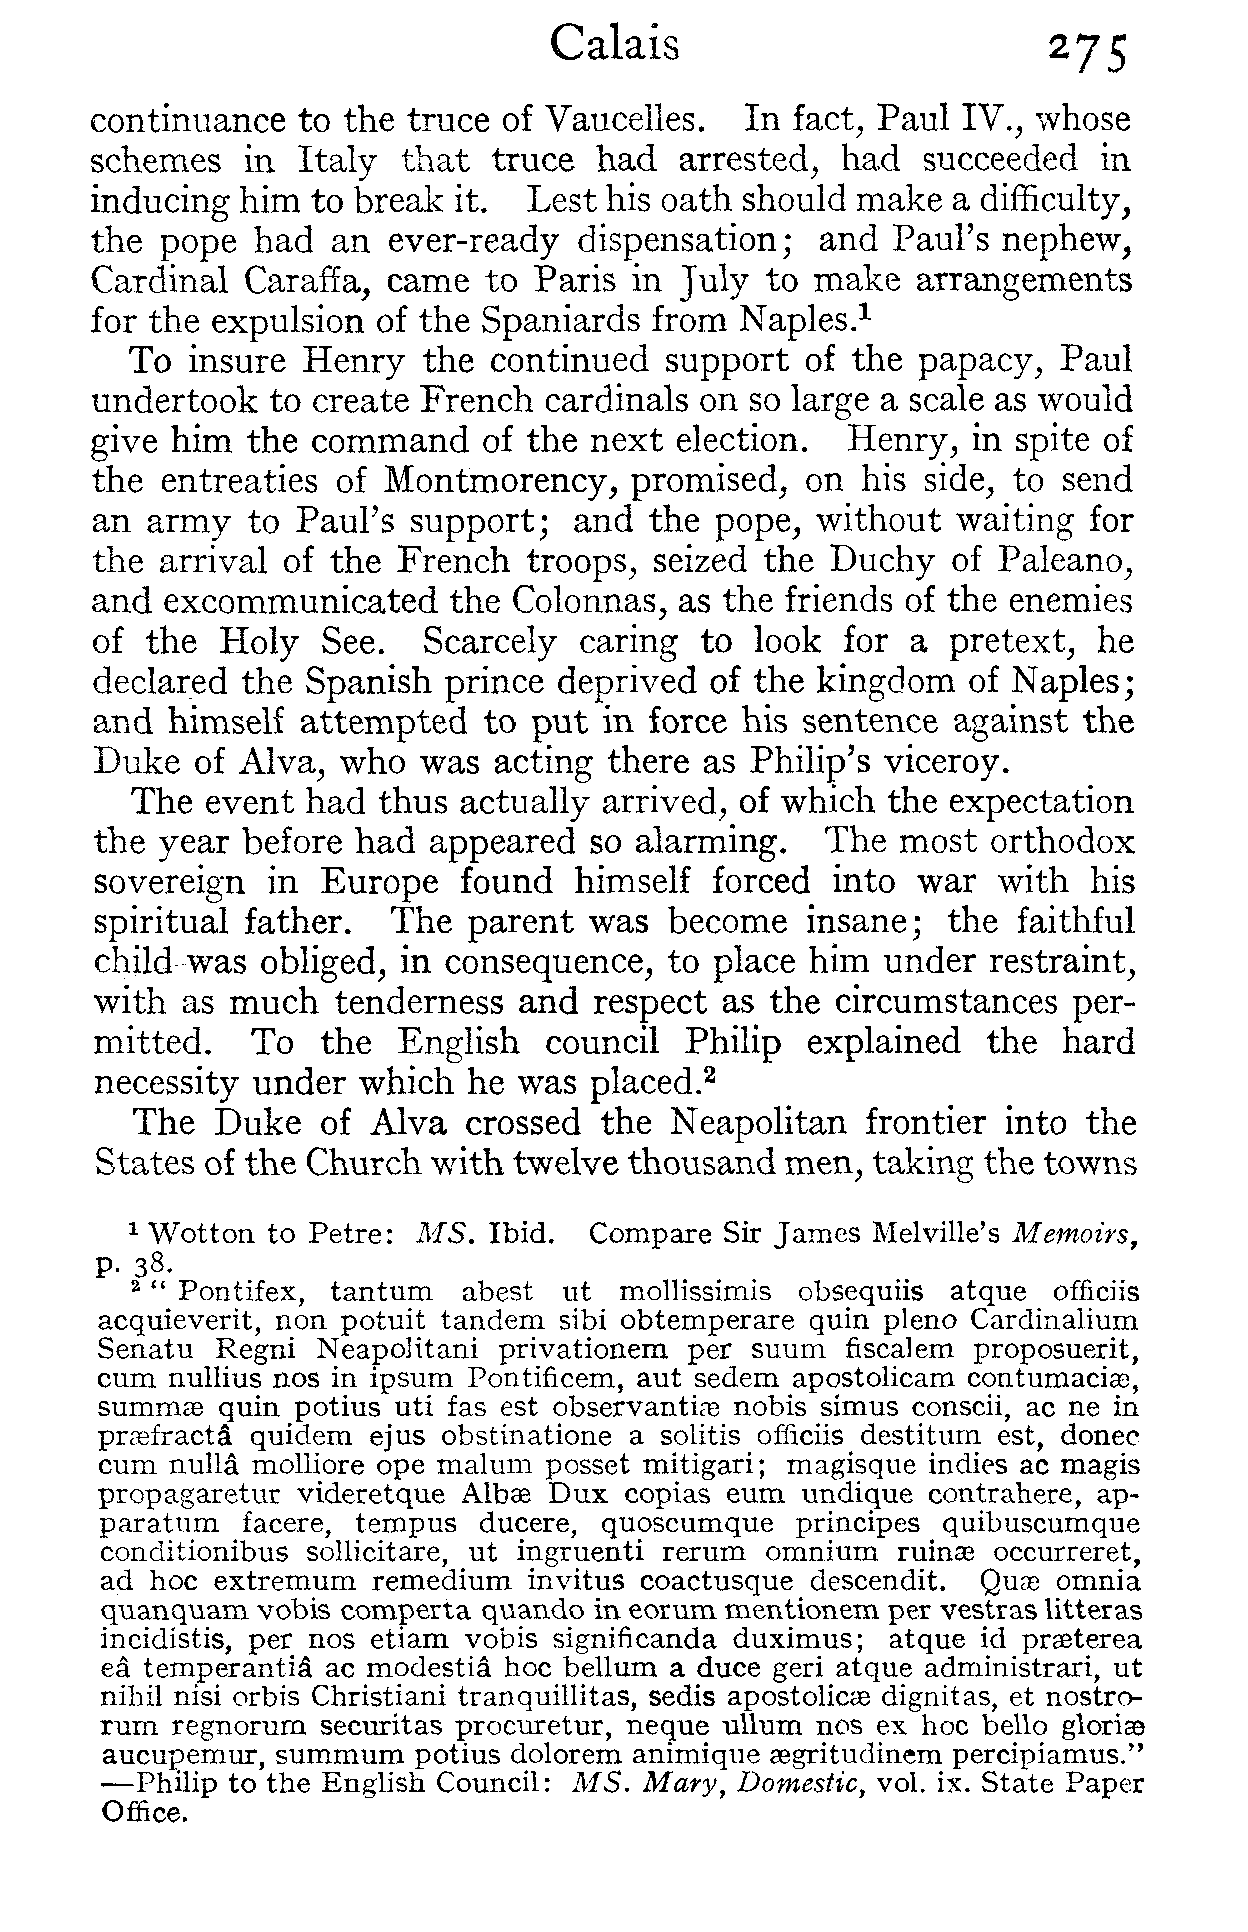 Calais 275
continuance to the truce of Vaucelles. In fact, Paul IV., whose
schemes in Italy that truce had arrested, had succeeded in
inducing him to break it. Lest his oath should make a difficulty,
the pope had an ever-ready dispensation; and Paul's nephew,
Cardinal Caraffa, came to Paris in July to make arrangements
for the expulsion of the Spaniards from Naples.¹
To insure Henry the continued support of the papacy, Paul
undertook to create French cardinals on so large a scale as would
give him the command of the next election. Henry, in spite of
the entreaties of Montmorency, promised, on his side, to send
an army to Paul's support; and the pope, without waiting for
the arrival of the French troops, seized the Duchy of Paleano,
and excommunicated the Colonnas, as the friends of the enemies
of the Holy See. Scarcely caring to look for a pretext, he
declared the Spanish prince deprived of the kingdom of Naples;
and himself attempted to put in force his sentence against the
Duke of Alva, who was acting there as Philip's viceroy.
The event had thus actually arrived, of which the expectation
the year before had appeared so alarming. The most orthodox
sovereign in Europe found himself forced into war with his
spiritual father. The parent was become insane; the faithful
child was obliged, in consequence, to place him under restraint,
with as much tenderness and respect as the circumstances per-
mitted. To the English council Philip explained the hard
necessity under which he was placed.²
The Duke of Alva crossed the Neapolitan frontier into the
States of the Church with twelve thousand men, taking the towns
¹ Wotton to Petre: MS. Ibid. Compare Sir James Melville's Memoirs,
p. 38.
² “ Pontifex, tantum abest ut mollissimis obsequiis atque officiis
acquieverit, non potuit tandem sibi obtemperare quin pleno Cardinalium
Senatu Regni Neapolitani privationem per suum fiscalem proposuerit,
cum nullius nos in ipsum Pontificem, aut sedem apostolicam contumaciæ,
summæ quin potius uti fas est observantiæ nobis simus conscii, ac ne in
præfractâ quidem ejus obstinatione a solitis officiis destitum est, donec
cum nullâ molliore ope malum posset mitigari; magisque indies ac magis
propagaretur videretque Albæ Dux copias eum undique contrahere, ap-
paratum facere, tempus ducere, quoscumque principes quibuscumque
conditionibus sollicitare, ut ingruenti rerum omnium ruinæ occurreret,
ad hoc extremum remedium invitus coactusque descendit. Quæ omnia
quanquam vobis comperta quando in eorum mentionem per vestras litteras
incidistis, per nos etiam vobis significanda duximus; atque id præterea
eâ temperantiâ ac modestiâ hoc bellum a duce geri atque administrari, ut
nihil nisi orbis Christiani tranquillitas, sedis apostolicæ dignitas, et nostro-
rum regnorum securitas procuretur, neque ullum nos ex hoc bello gloriæ
aucupemur, summum potius dolorem animique ægritudinem percipiamus.”
—Philip to the English Council: MS. Mary, Domestic, vol. ix. State Paper
Office.